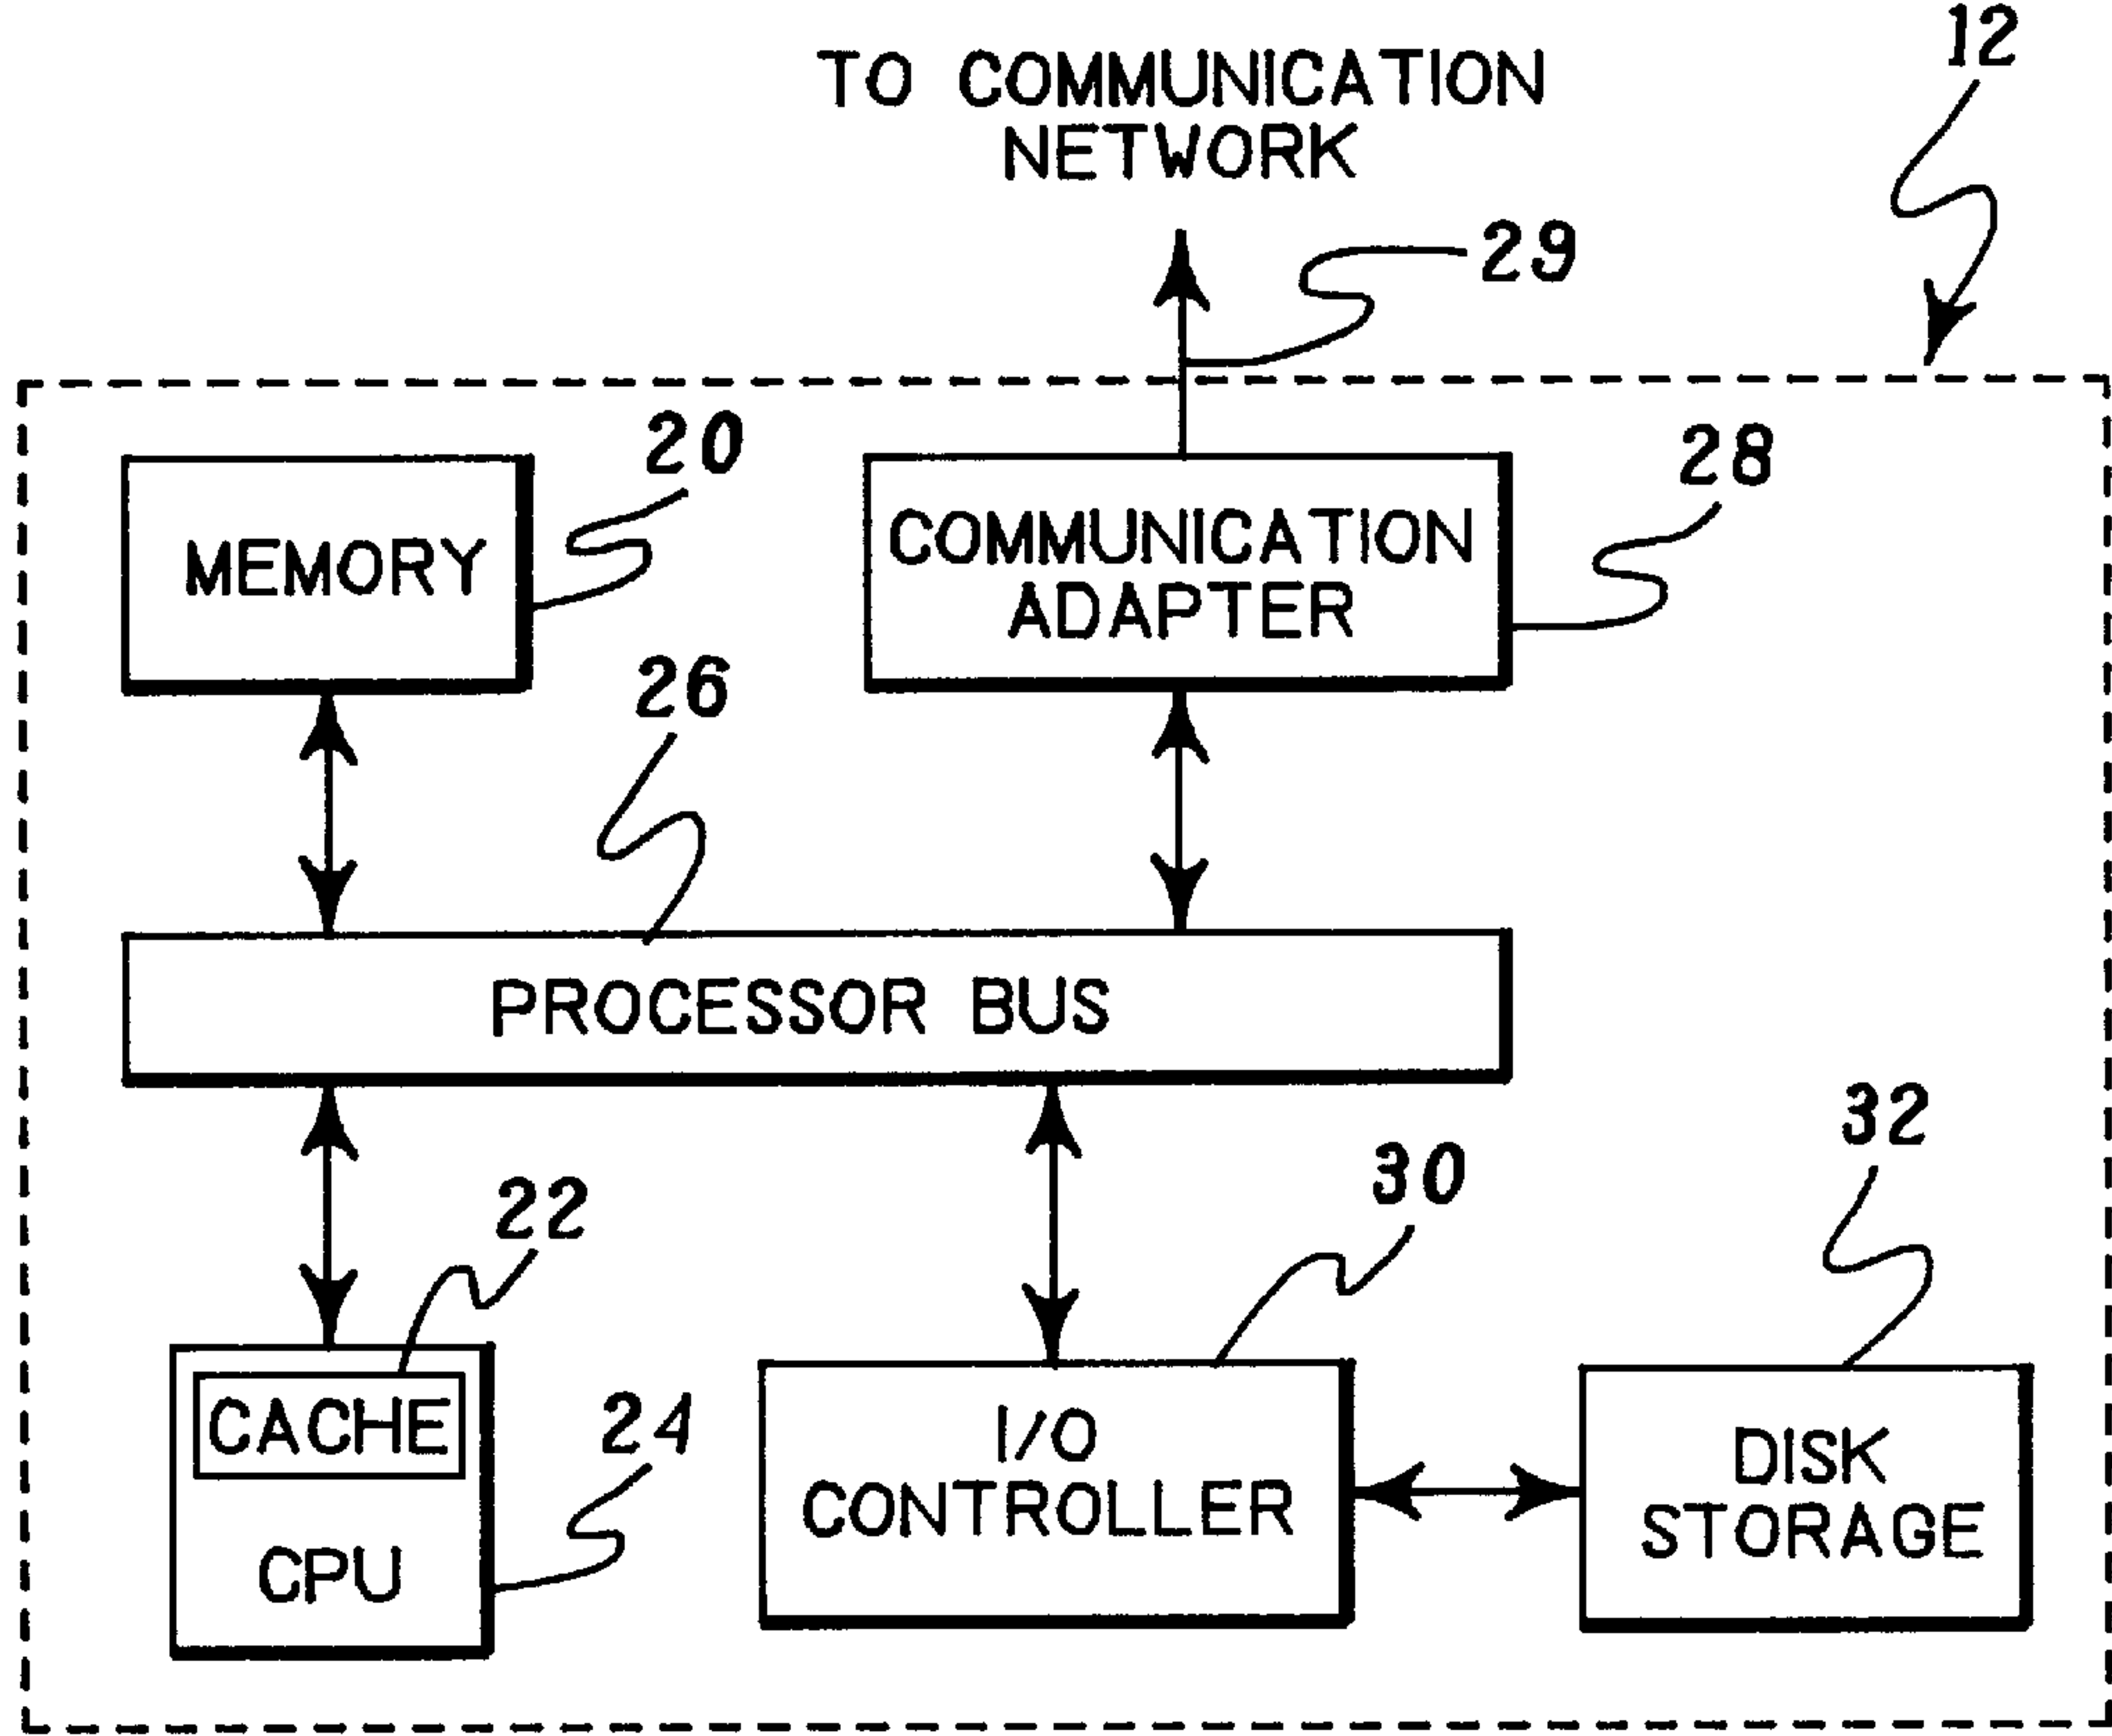 12
TO COMMUNICATION
NETWORK
29
20
28
MEMORY
COMMUNICATION
ADAPTER
26
PROCESSOR BUS
32
30
22
CACHE
24
CPU
I/O
CONTROLLER
DISK
STORAGE